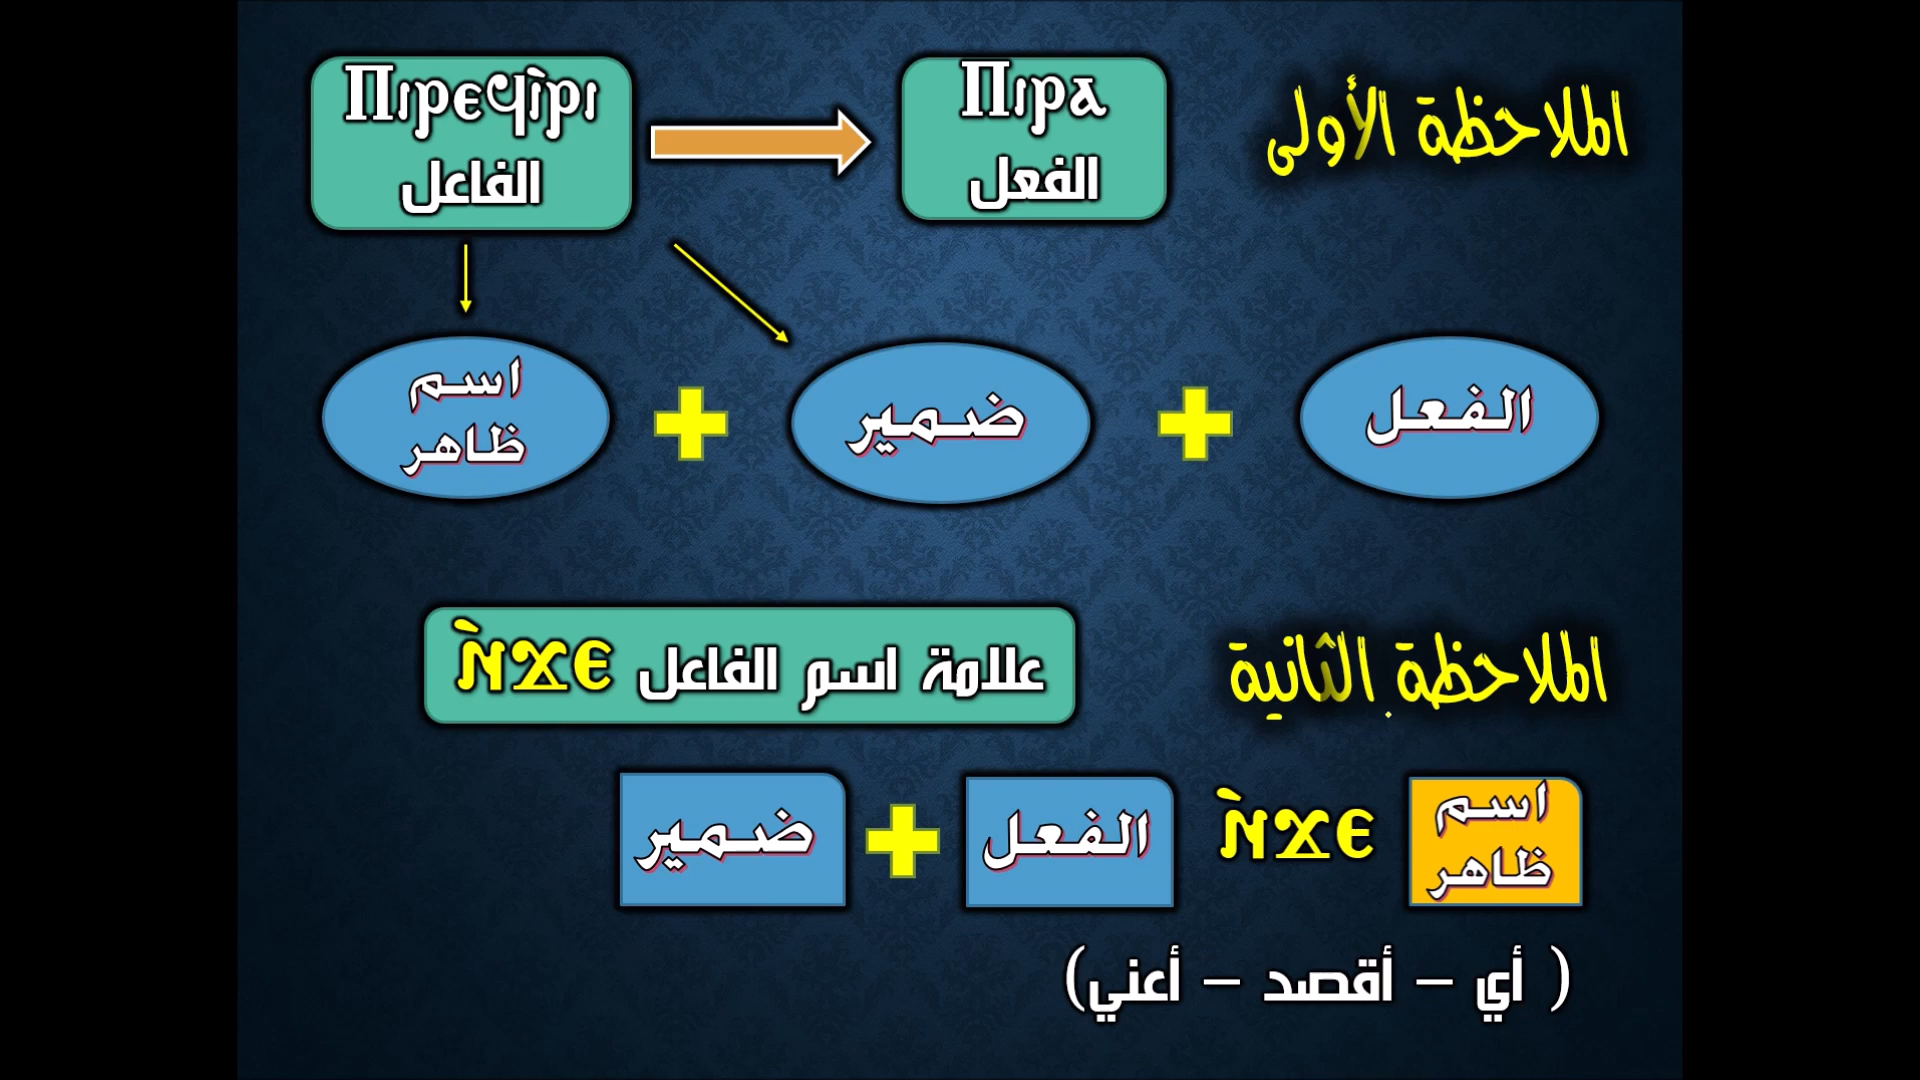 الملاحظة الأولى
Ⲡⲓⲣⲁ
الفعل
Ⲡⲓⲣⲉϥⲓ̀ⲣⲓ
الفاعل
الفعل
+
ضمير
+
اسم
ظاهر
الملاحظة الثانية
علامة اسم الفاعل ⲛ̀ϫⲉ
اسم
ظاهر
ⲛ̀ϫⲉ
الفعل
+
ضمير
( أي – أقصد – أعني)